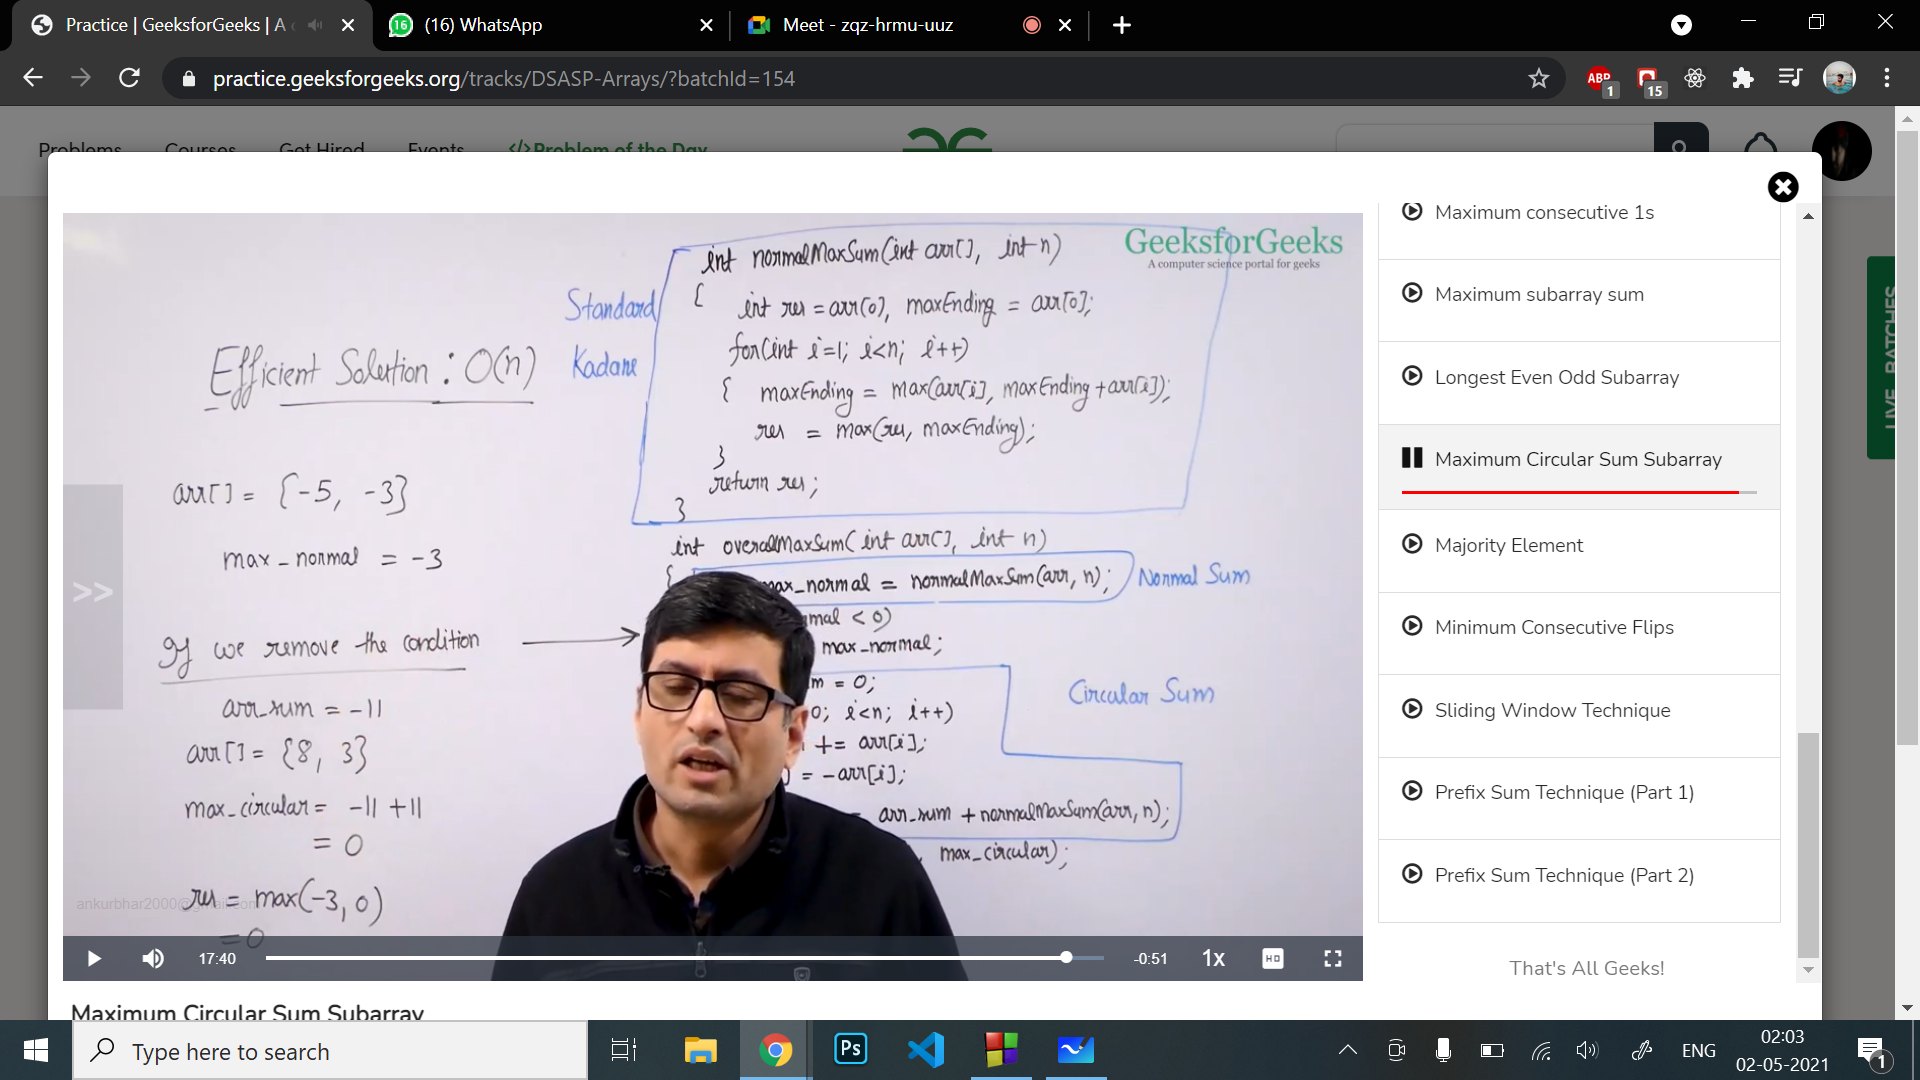 Practice | GeeksforGeeks | A
(16) WhatsApp
Meet - zqz-hrmu-uuz
practice.geeksforgeeks.org/tracks/DSASP-Arrays/?batchId=154
ABP
1
15
Problems
Courses
Get Hired
Events
</> Problem of the Day
GeeksforGeeks
A computer science portal for geeks
Standard
Kadane
int normalMaxSum(int arr[], int n)
{
int res = arr[0], maxEnding = arr[0];
for(int i=1; i<n; i++)
{ maxEnding = max(arr[i], maxEnding + arr[i]);
res = max(res, maxEnding);
}
return res;
}
Efficient Solution : O(n)
arr[] = {-5, -3}
max_normal = -3
>>
If we remove the condition
arr_sum = -11
arr[] = {8, 3}
max_circular = -11 + 11
= 0
res = max(-3, 0)
= 0
ankurbhar2000@gmail.com
int overallMaxSum(int arr[], int n)
{
max_normal = normalMaxSum(arr, n);
Normal Sum
mal < 0)
max_normal;
m = 0;
0; i<n; i++)
+= arr[i];
= -arr[i];
= arr_sum + normalMaxSum(arr, n);
, max_circular);
Circular Sum
17:40
-0:51
1x
HD
Maximum Circular Sum Subarray
Maximum consecutive 1s
Maximum subarray sum
Longest Even Odd Subarray
Maximum Circular Sum Subarray
Majority Element
Minimum Consecutive Flips
Sliding Window Technique
Prefix Sum Technique (Part 1)
Prefix Sum Technique (Part 2)
That's All Geeks!
LIVE BATCHES
Type here to search
Ps
ENG
02:03
02-05-2021
1